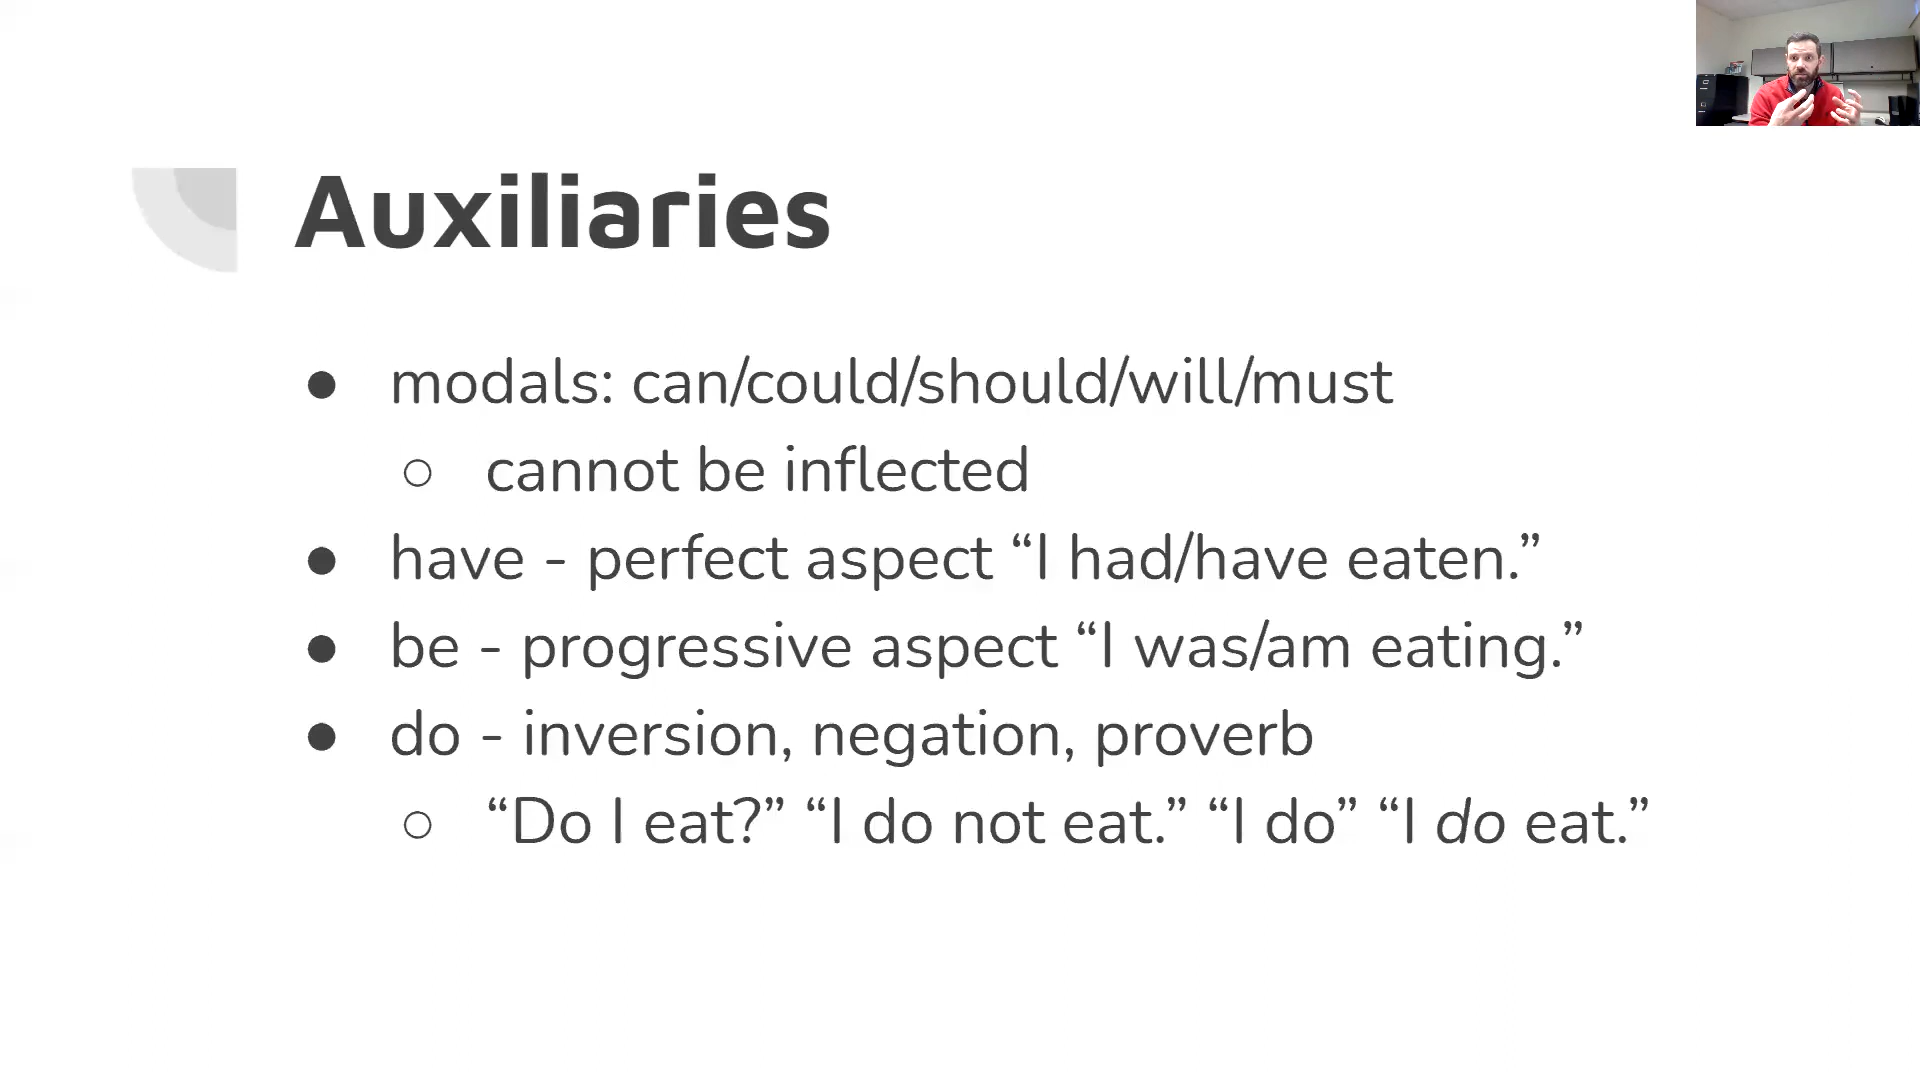 Auxiliaries
● modals: can/could/should/will/must
○ cannot be inflected
● have - perfect aspect “I had/have eaten.”
● be - progressive aspect “I was/am eating.”
● do - inversion, negation, proverb
○ “Do I eat?” “I do not eat.” “I do” “I do eat.”